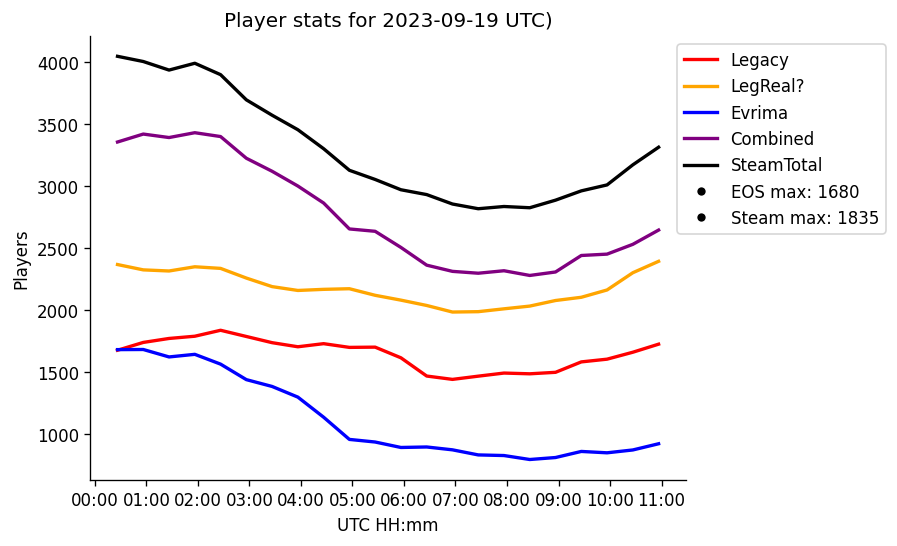 Player stats for 2023-09-19 UTC)
Players
4000
3500
3000
2500
2000
1500
1000
00:00 01:00 02:00 03:00 04:00 05:00 06:00 07:00 08:00 09:00 10:00 11:00
UTC HH:mm
Legacy
LegReal?
Evrima
Combined
SteamTotal
EOS max: 1680
Steam max: 1835